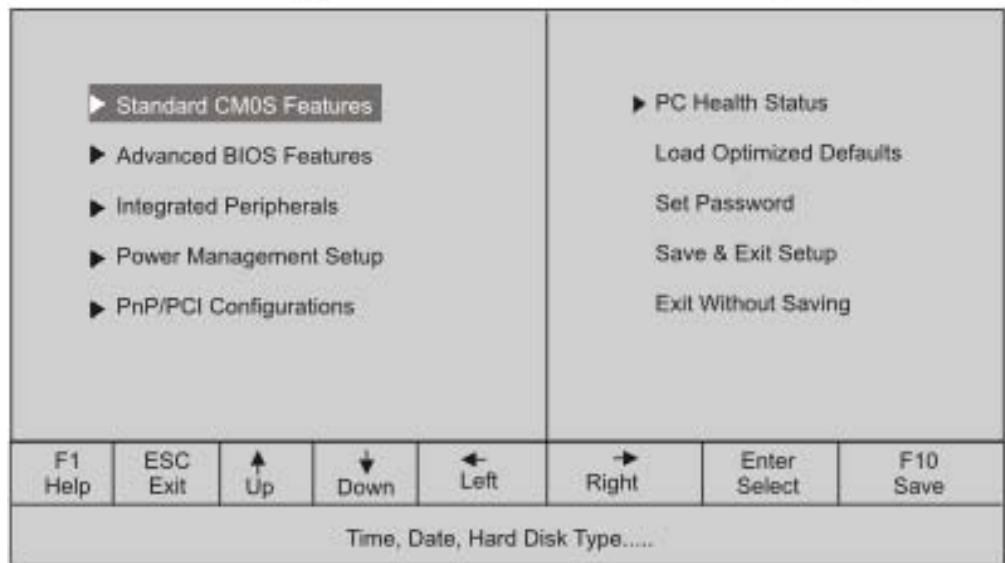 Standard CM0S Features
Advanced BIOS Features
Integrated Peripherals
Power Management Setup
PnP/PCI Configurations
PC Health Status
Load Optimized Defaults
Set Password
Save & Exit Setup
Exit Without Saving
F1 Help
ESC Exit
Up
Down
Left
Right
Enter Select
F10 Save
Time, Date, Hard Disk Type.....